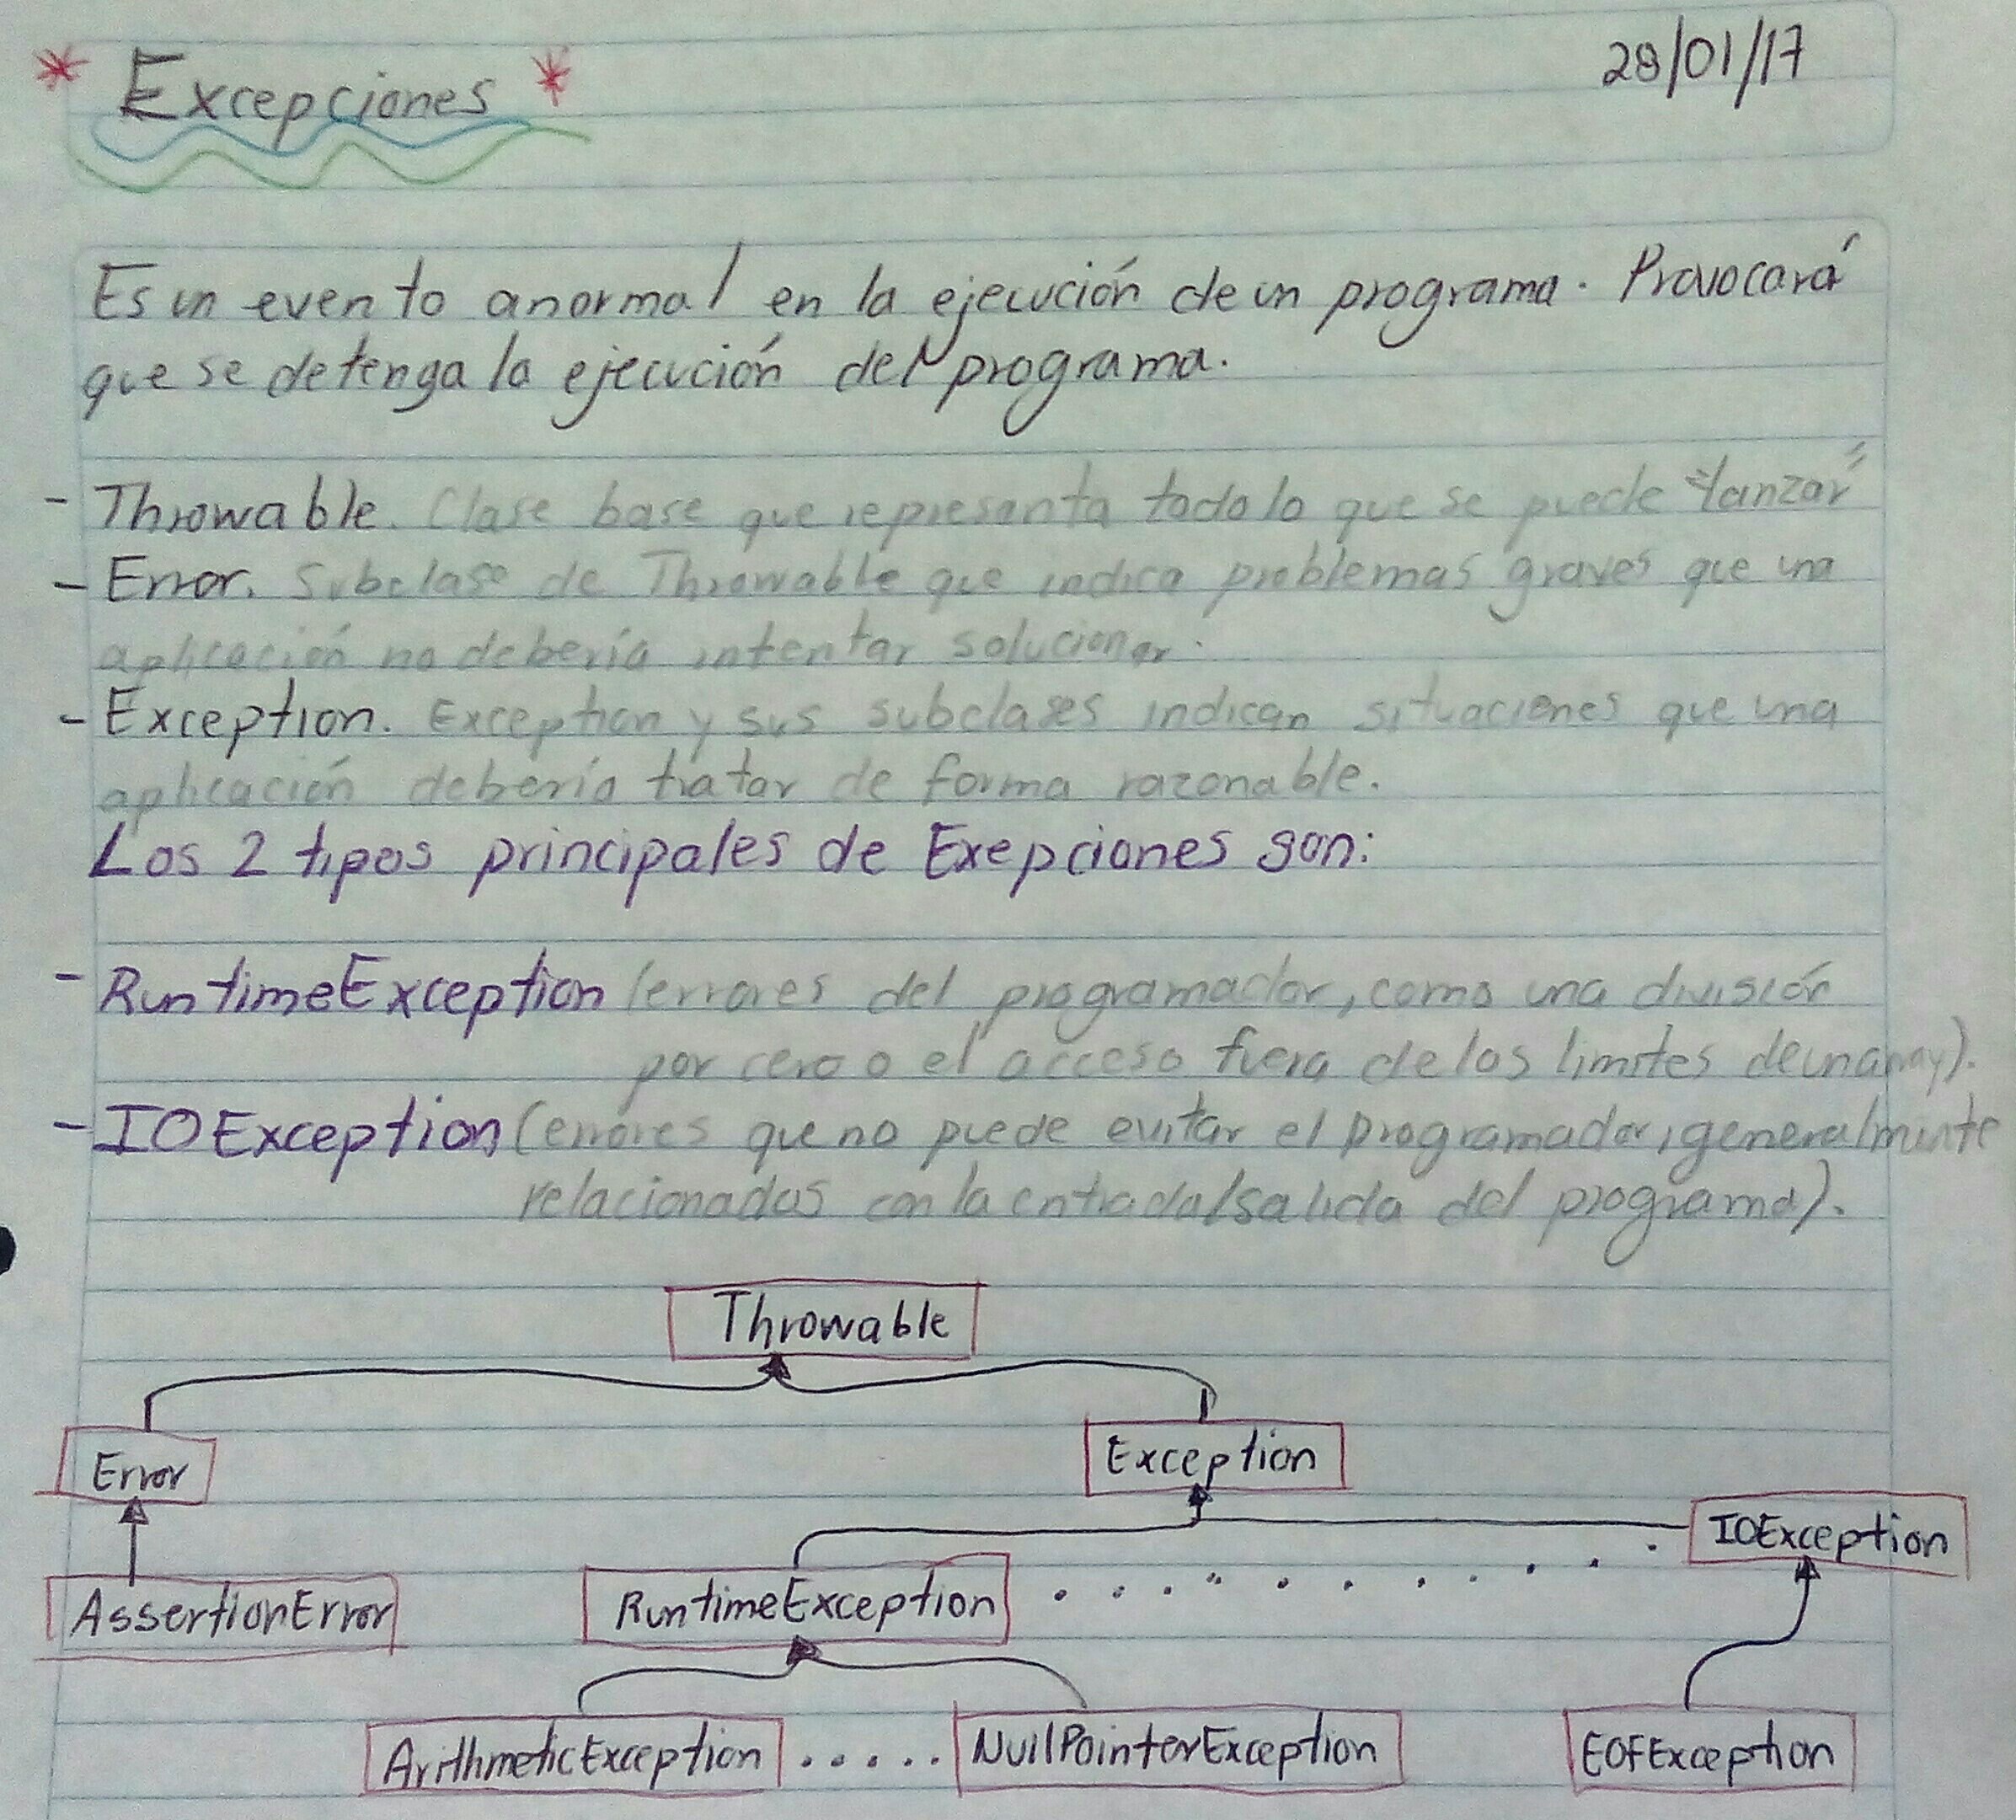 * Excepciones *
28/01/17
Es un evento anormal en la ejecución de un programa. Provocará
que se detenga la ejecución del programa.
- Throwable. Clase base que representa todo lo que se puede "lanzar"
- Error. Subclase de Throwable que indica problemas graves que una
aplicación no debería intentar solucionar.
- Exception. Exception y sus subclases indican situaciones que una
aplicación debería tratar de forma razonable.
Los 2 tipos principales de Exepciones son:
- RuntimeException (errores del programador, como una división
por cero o el acceso fuera de los limites de un array).
- IOException (errores que no puede evitar el programador, generalmente
relacionados con la entrada/salida del programa).
Throwable
Error
Exception
IOException
AssertionError
RuntimeException . . . . . . . . . .
ArithmeticException ..... NullPointerException
EOFException